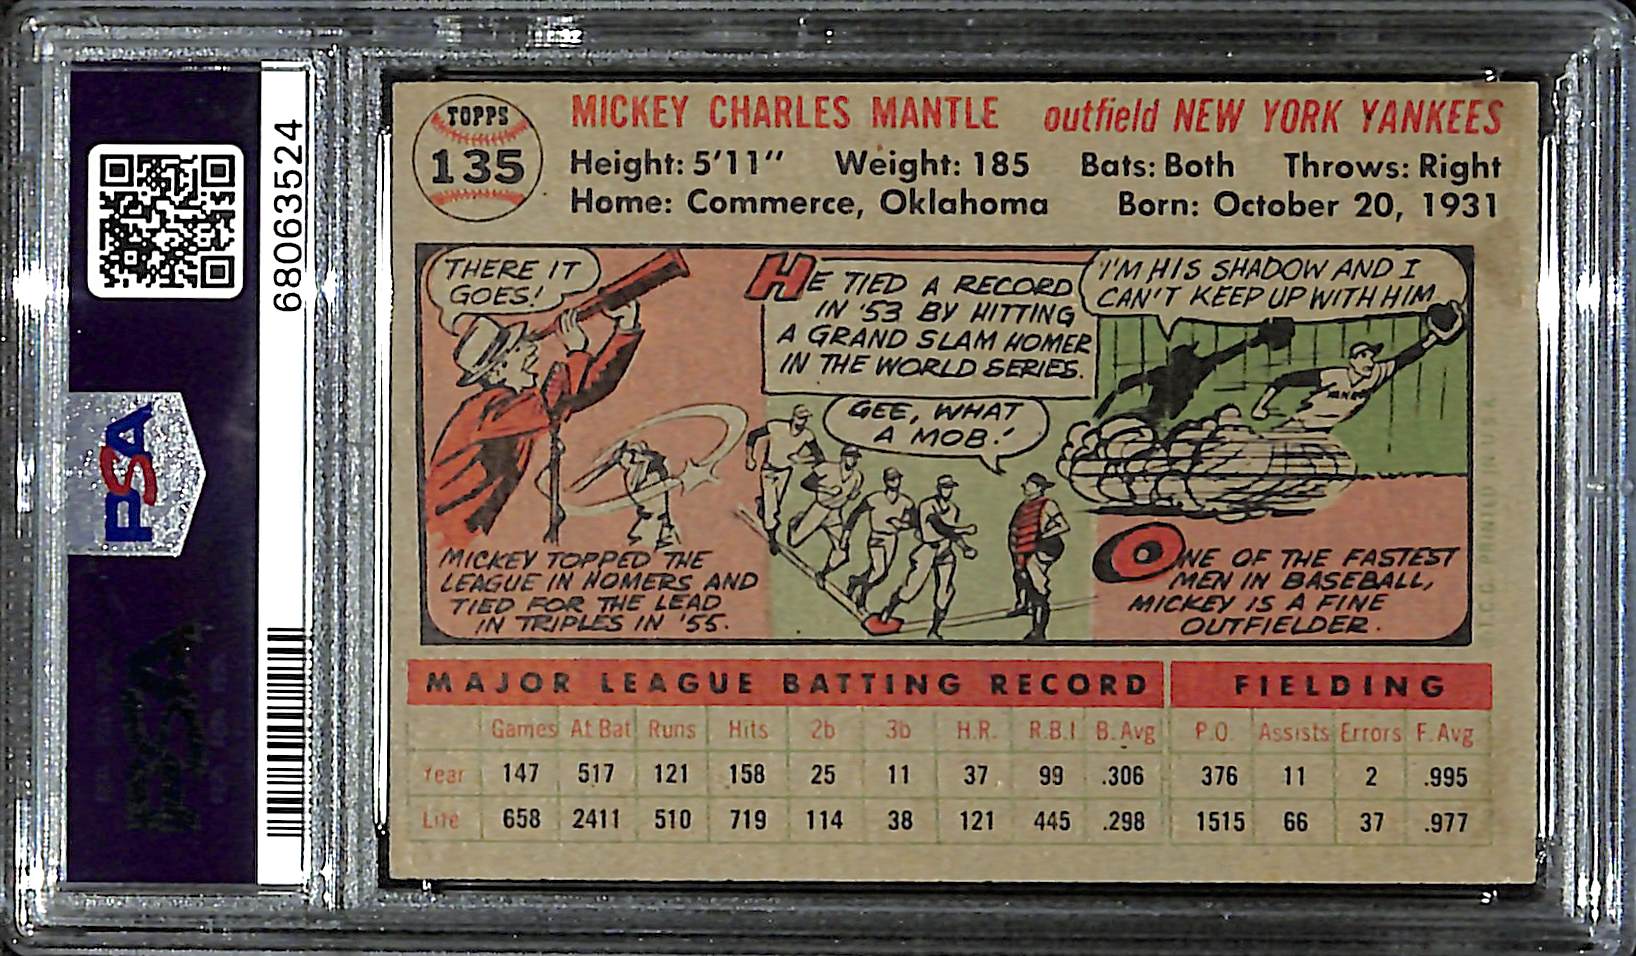 68063524
PSA
PSA
TOPPS
135
MICKEY CHARLES MANTLE outfield NEW YORK YANKEES
Height: 5'11" Weight: 185 Bats: Both Throws: Right
Home: Commerce, Oklahoma Born: October 20, 1931
THERE IT
GOES!
MICKEY TOPPED THE
LEAGUE IN HOMERS AND
TIED FOR THE LEAD
IN TRIPLES IN '55.
HE TIED A RECORD
IN '53 BY HITTING
A GRAND SLAM HOMER
IN THE WORLD SERIES.
GEE, WHAT
A MOB!
I'M HIS SHADOW AND I
CAN'T KEEP UP WITH HIM
YANKE
ONE OF THE FASTEST
MEN IN BASEBALL,
MICKEY IS A FINE
OUTFIELDER.
T.C.G. PRINTED IN U.S.A.
MAJOR LEAGUE BATTING RECORD FIELDING
Games At Bat Runs Hits 2b 3b H.R. R.B.I B. Avg P.O. Assists Errors F. Avg
Year 147 517 121 158 25 11 37 99 .306 376 11 2 .995
Life 658 2411 510 719 114 38 121 445 .298 1515 66 37 .977